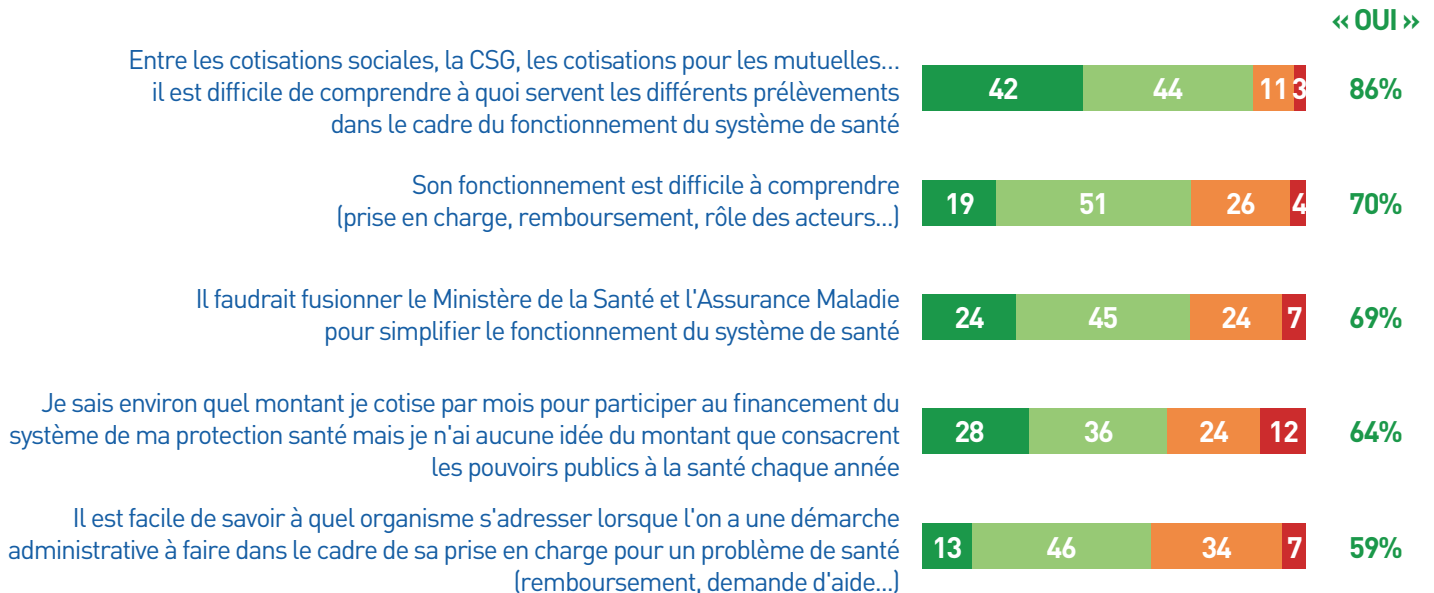 « OUI »
Entre les cotisations sociales, la CSG, les cotisations pour les mutuelles...
il est difficile de comprendre à quoi servent les différents prélèvements
dans le cadre du fonctionnement du système de santé
42 44 11 3 86%
Son fonctionnement est difficile à comprendre
(prise en charge, remboursement, rôle des acteurs...)
19 51 26 4 70%
Il faudrait fusionner le Ministère de la Santé et l'Assurance Maladie
pour simplifier le fonctionnement du système de santé
24 45 24 7 69%
Je sais environ quel montant je cotise par mois pour participer au financement du
système de ma protection santé mais je n'ai aucune idée du montant que consacrent
les pouvoirs publics à la santé chaque année
28 36 24 12 64%
Il est facile de savoir à quel organisme s'adresser lorsque l'on a une démarche
administrative à faire dans le cadre de sa prise en charge pour un problème de santé
(remboursement, demande d'aide...)
13 46 34 7 59%